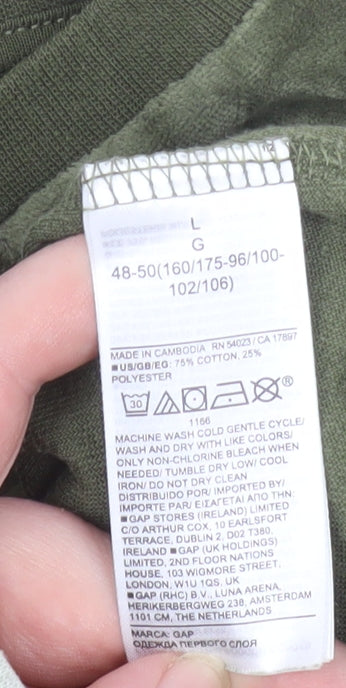 L
G
48-50(160/175-96/100-
102/106)
MADE IN CAMBODIA RN 54023 / CA 17897
■US/GB/EG: 75% COTTON, 25%
POLYESTER
30
®
1166
MACHINE WASH COLD GENTLE CYCLE/
WASH AND DRY WITH LIKE COLORS/
ONLY NON-CHLORINE BLEACH WHEN
NEEDED/ TUMBLE DRY LOW/ COOL
IRON/ DO NOT DRY CLEAN
DISTRIBUIDO POR/ IMPORTED BY/
IMPORTE PAR/ ΕΙΣΑΓΕΤΑΙ ΑΠΟ ΤΗΝ:
■GAP STORES (IRELAND) LIMITED
C/O ARTHUR COX, 10 EARLSFORT
TERRACE, DUBLIN 2, D02 T380,
IRELAND ■GAP (UK HOLDINGS)
LIMITED, 2ND FLOOR NATIONS
HOUSE, 103 WIGMORE STREET,
LONDON, W1U 1QS, UK
■GAP (RHC) B.V., LUNA ARENA,
HERIKERBERGWEG 238, AMSTERDAM
1101 CM, THE NETHERLANDS
МАРСА: GAP
ОДЕЖДА ПЕРВОГО СЛОЯ